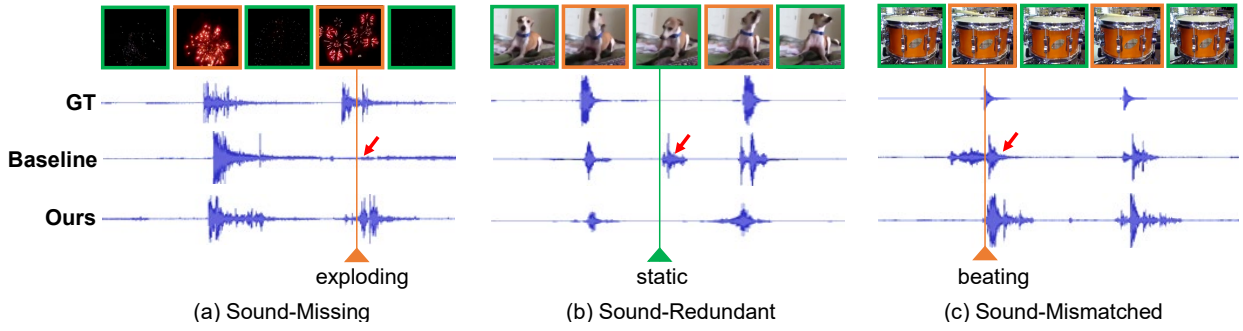 GT
Baseline
Ours
exploding
static
beating
(a) Sound-Missing
(b) Sound-Redundant
(c) Sound-Mismatched